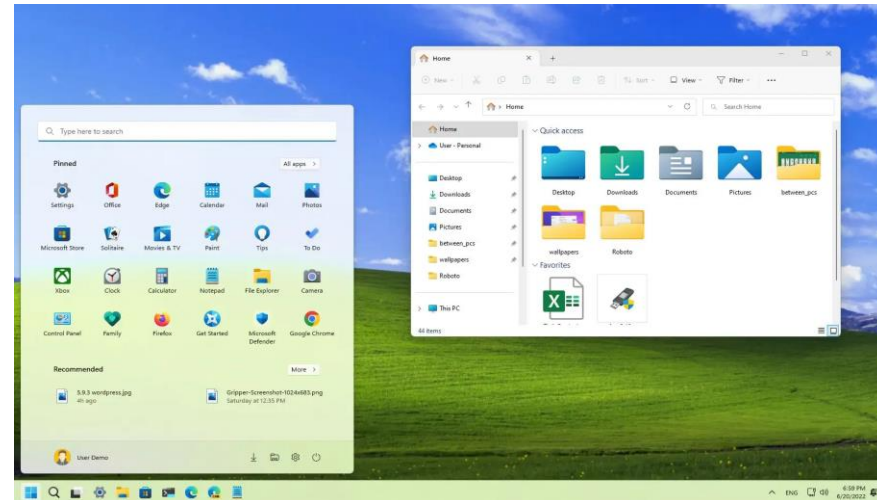 Type here to search
Pinned
All apps >
Settings
Office
Edge
Calendar
Mail
Photos
Microsoft Store
Solitaire
Movies & TV
Paint
Tips
To Do
Xbox
Clock
Calculator
Notepad
File Explorer
Camera
Control Panel
Family
Firefox
Get Started
Microsoft
Defender
Google Chrome
Recommended
More >
5.9.3 wordpress.jpg
4h ago
Gripper-Screenshot-1024x683.png
Saturday at 12:35 PM
User Demo
Home
New
Sort
View
Filter
Home
Search Home
Home
User - Personal
Desktop
Downloads
Documents
Pictures
between_pcs
wallpapers
Roboto
This PC
Quick access
Desktop
Downloads
Documents
Pictures
between_pcs
wallpapers
Roboto
Favorites
44 items
ENG
6:38 PM
6/20/2022